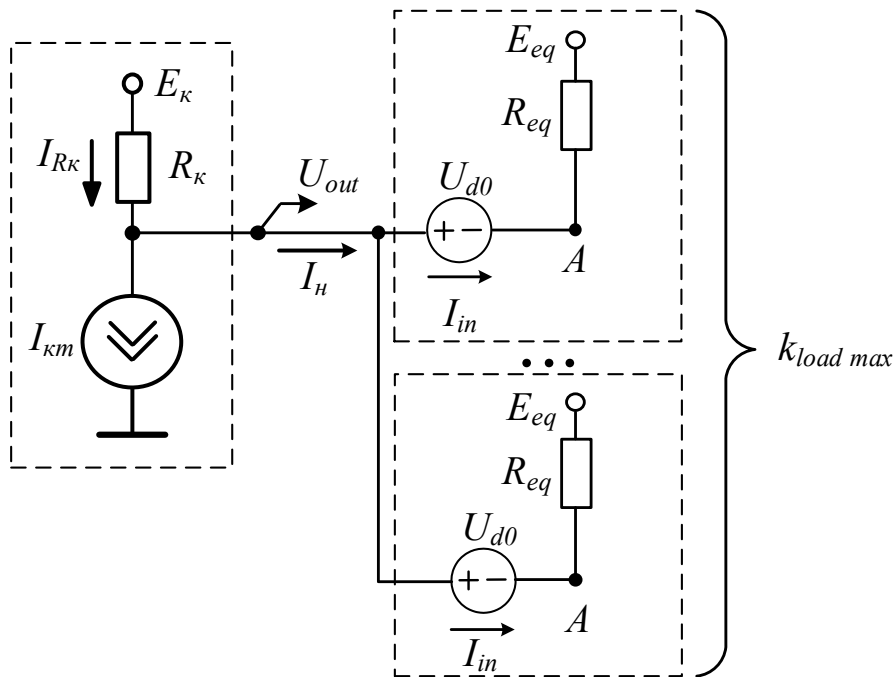 E_к
I_Rк
R_к
I_кт
U_out
I_н
E_eq
R_eq
U_d0
+ −
A
I_in
...
k_load max
E_eq
R_eq
U_d0
+ −
A
I_in